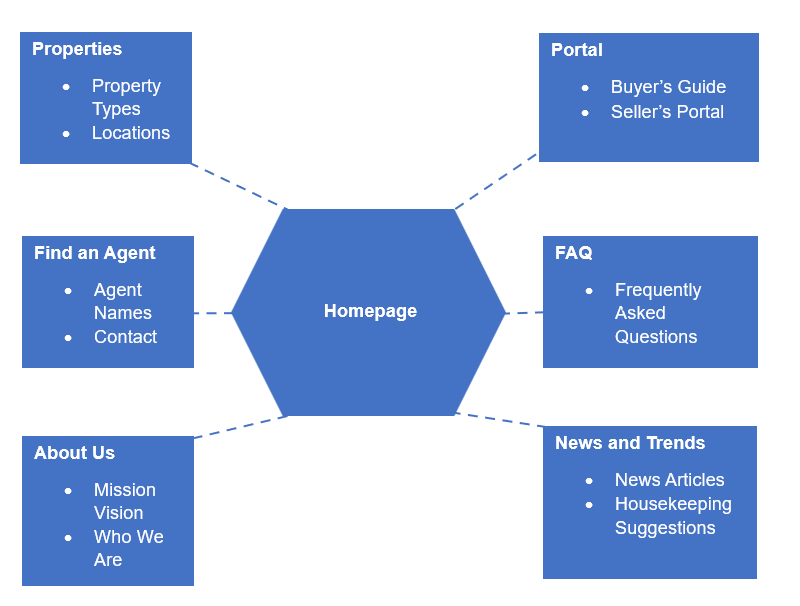 Properties
• Property
Types
• Locations
Portal
• Buyer’s Guide
• Seller’s Portal
Find an Agent
• Agent
Names
• Contact
Homepage
FAQ
• Frequently
Asked
Questions
About Us
• Mission
Vision
• Who We
Are
News and Trends
• News Articles
• Housekeeping
Suggestions